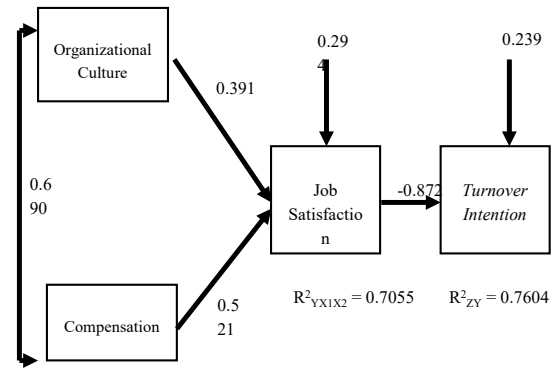 Organizational
Culture
0.391
0.29
4
0.239
0.6
90
Job
Satisfactio
n
-0.872
Turnover
Intention
Compensation
0.5
21
R²YX1X2 = 0.7055
R²ZY = 0.7604